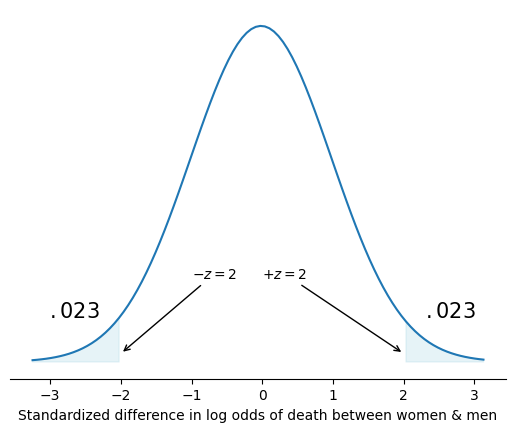 −z = 2 +z = 2
.023 .023
−3 −2 −1 0 1 2 3
Standardized difference in log odds of death between women & men